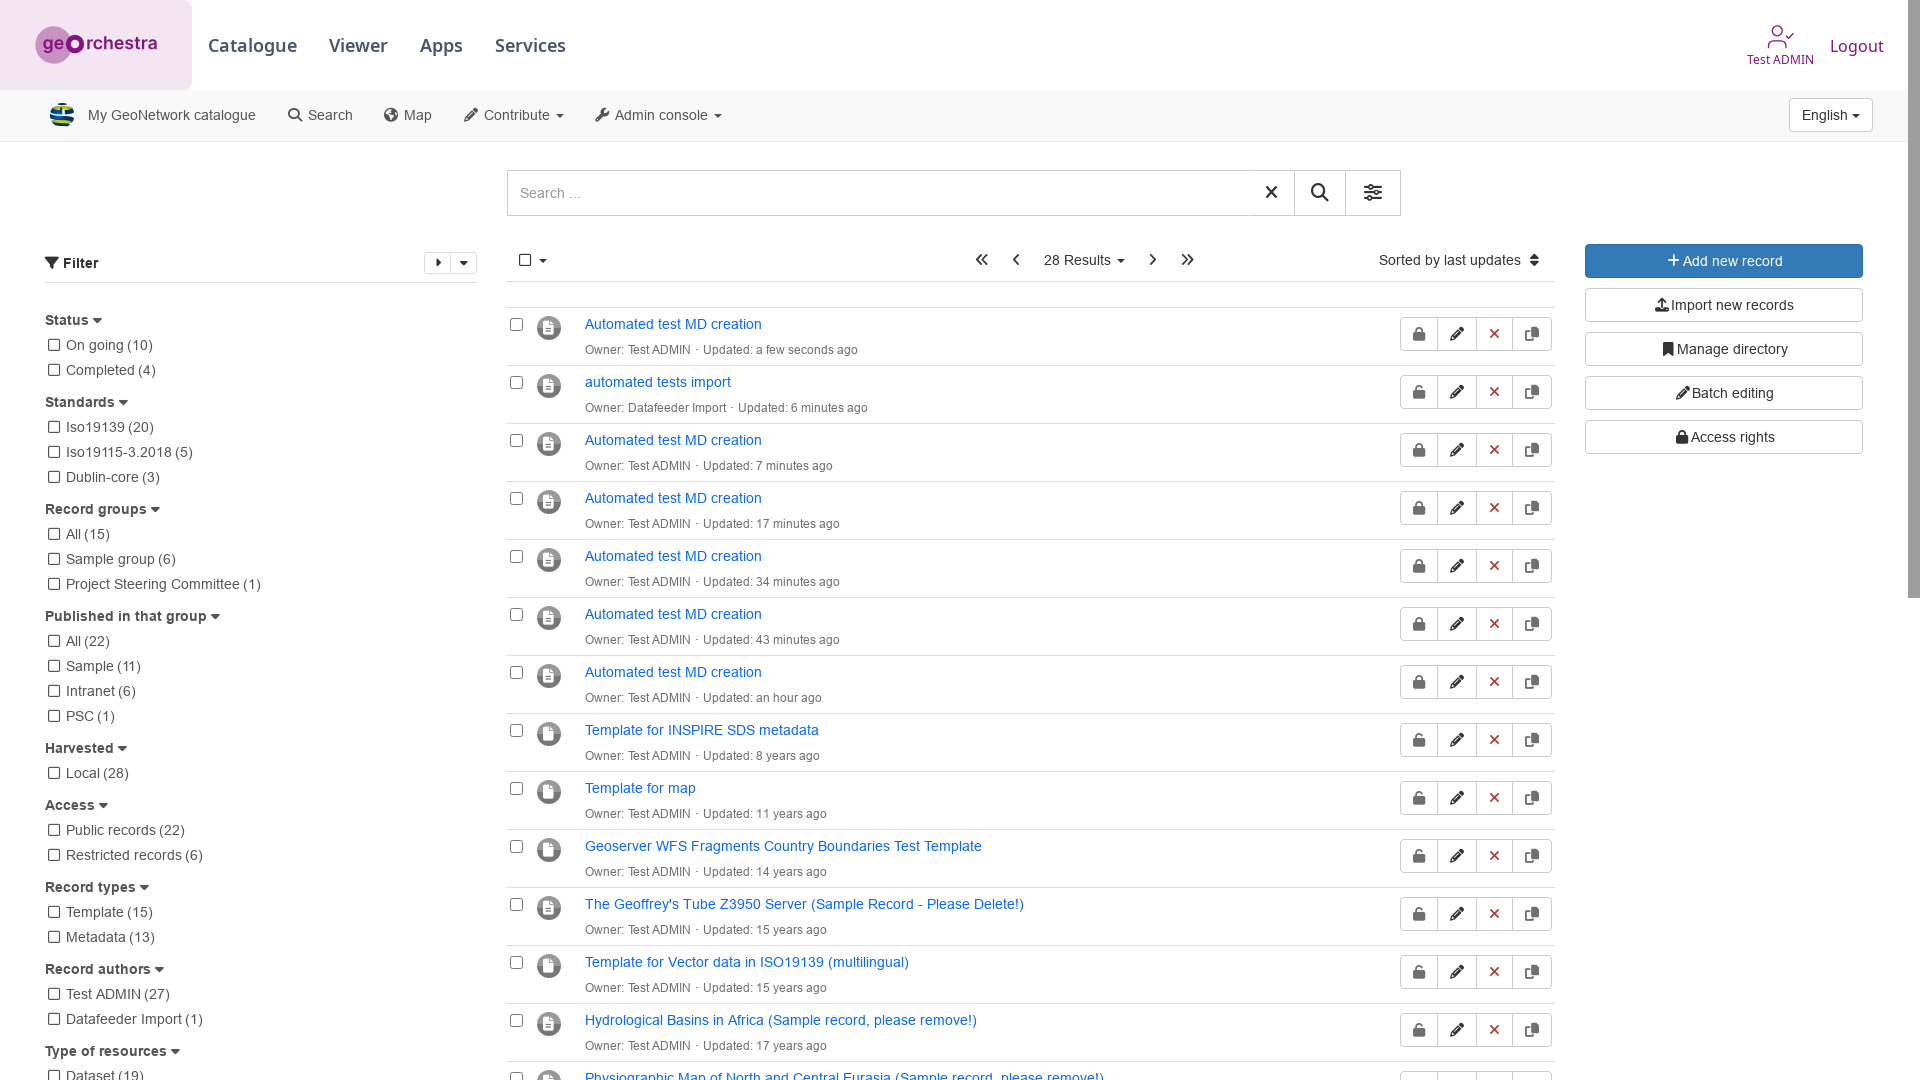 georchestra
Catalogue
Viewer
Apps
Services
Test ADMIN
Logout
My GeoNetwork catalogue
Search
Map
Contribute
Admin console
English
Search ...
Filter
28 Results
Sorted by last updates
Status
On going (10)
Completed (4)
Standards
Iso19139 (20)
Iso19115-3.2018 (5)
Dublin-core (3)
Record groups
All (15)
Sample group (6)
Project Steering Committee (1)
Published in that group
All (22)
Sample (11)
Intranet (6)
PSC (1)
Harvested
Local (28)
Access
Public records (22)
Restricted records (6)
Record types
Template (15)
Metadata (13)
Record authors
Test ADMIN (27)
Datafeeder Import (1)
Type of resources
Dataset (19)
Automated test MD creation
Owner: Test ADMIN · Updated: a few seconds ago
automated tests import
Owner: Datafeeder Import · Updated: 6 minutes ago
Automated test MD creation
Owner: Test ADMIN · Updated: 7 minutes ago
Automated test MD creation
Owner: Test ADMIN · Updated: 17 minutes ago
Automated test MD creation
Owner: Test ADMIN · Updated: 34 minutes ago
Automated test MD creation
Owner: Test ADMIN · Updated: 43 minutes ago
Automated test MD creation
Owner: Test ADMIN · Updated: an hour ago
Template for INSPIRE SDS metadata
Owner: Test ADMIN · Updated: 8 years ago
Template for map
Owner: Test ADMIN · Updated: 11 years ago
Geoserver WFS Fragments Country Boundaries Test Template
Owner: Test ADMIN · Updated: 14 years ago
The Geoffrey's Tube Z3950 Server (Sample Record - Please Delete!)
Owner: Test ADMIN · Updated: 15 years ago
Template for Vector data in ISO19139 (multilingual)
Owner: Test ADMIN · Updated: 15 years ago
Hydrological Basins in Africa (Sample record, please remove!)
Owner: Test ADMIN · Updated: 17 years ago
Physiographic Map of North and Central Eurasia (Sample record, please remove!)
Add new record
Import new records
Manage directory
Batch editing
Access rights